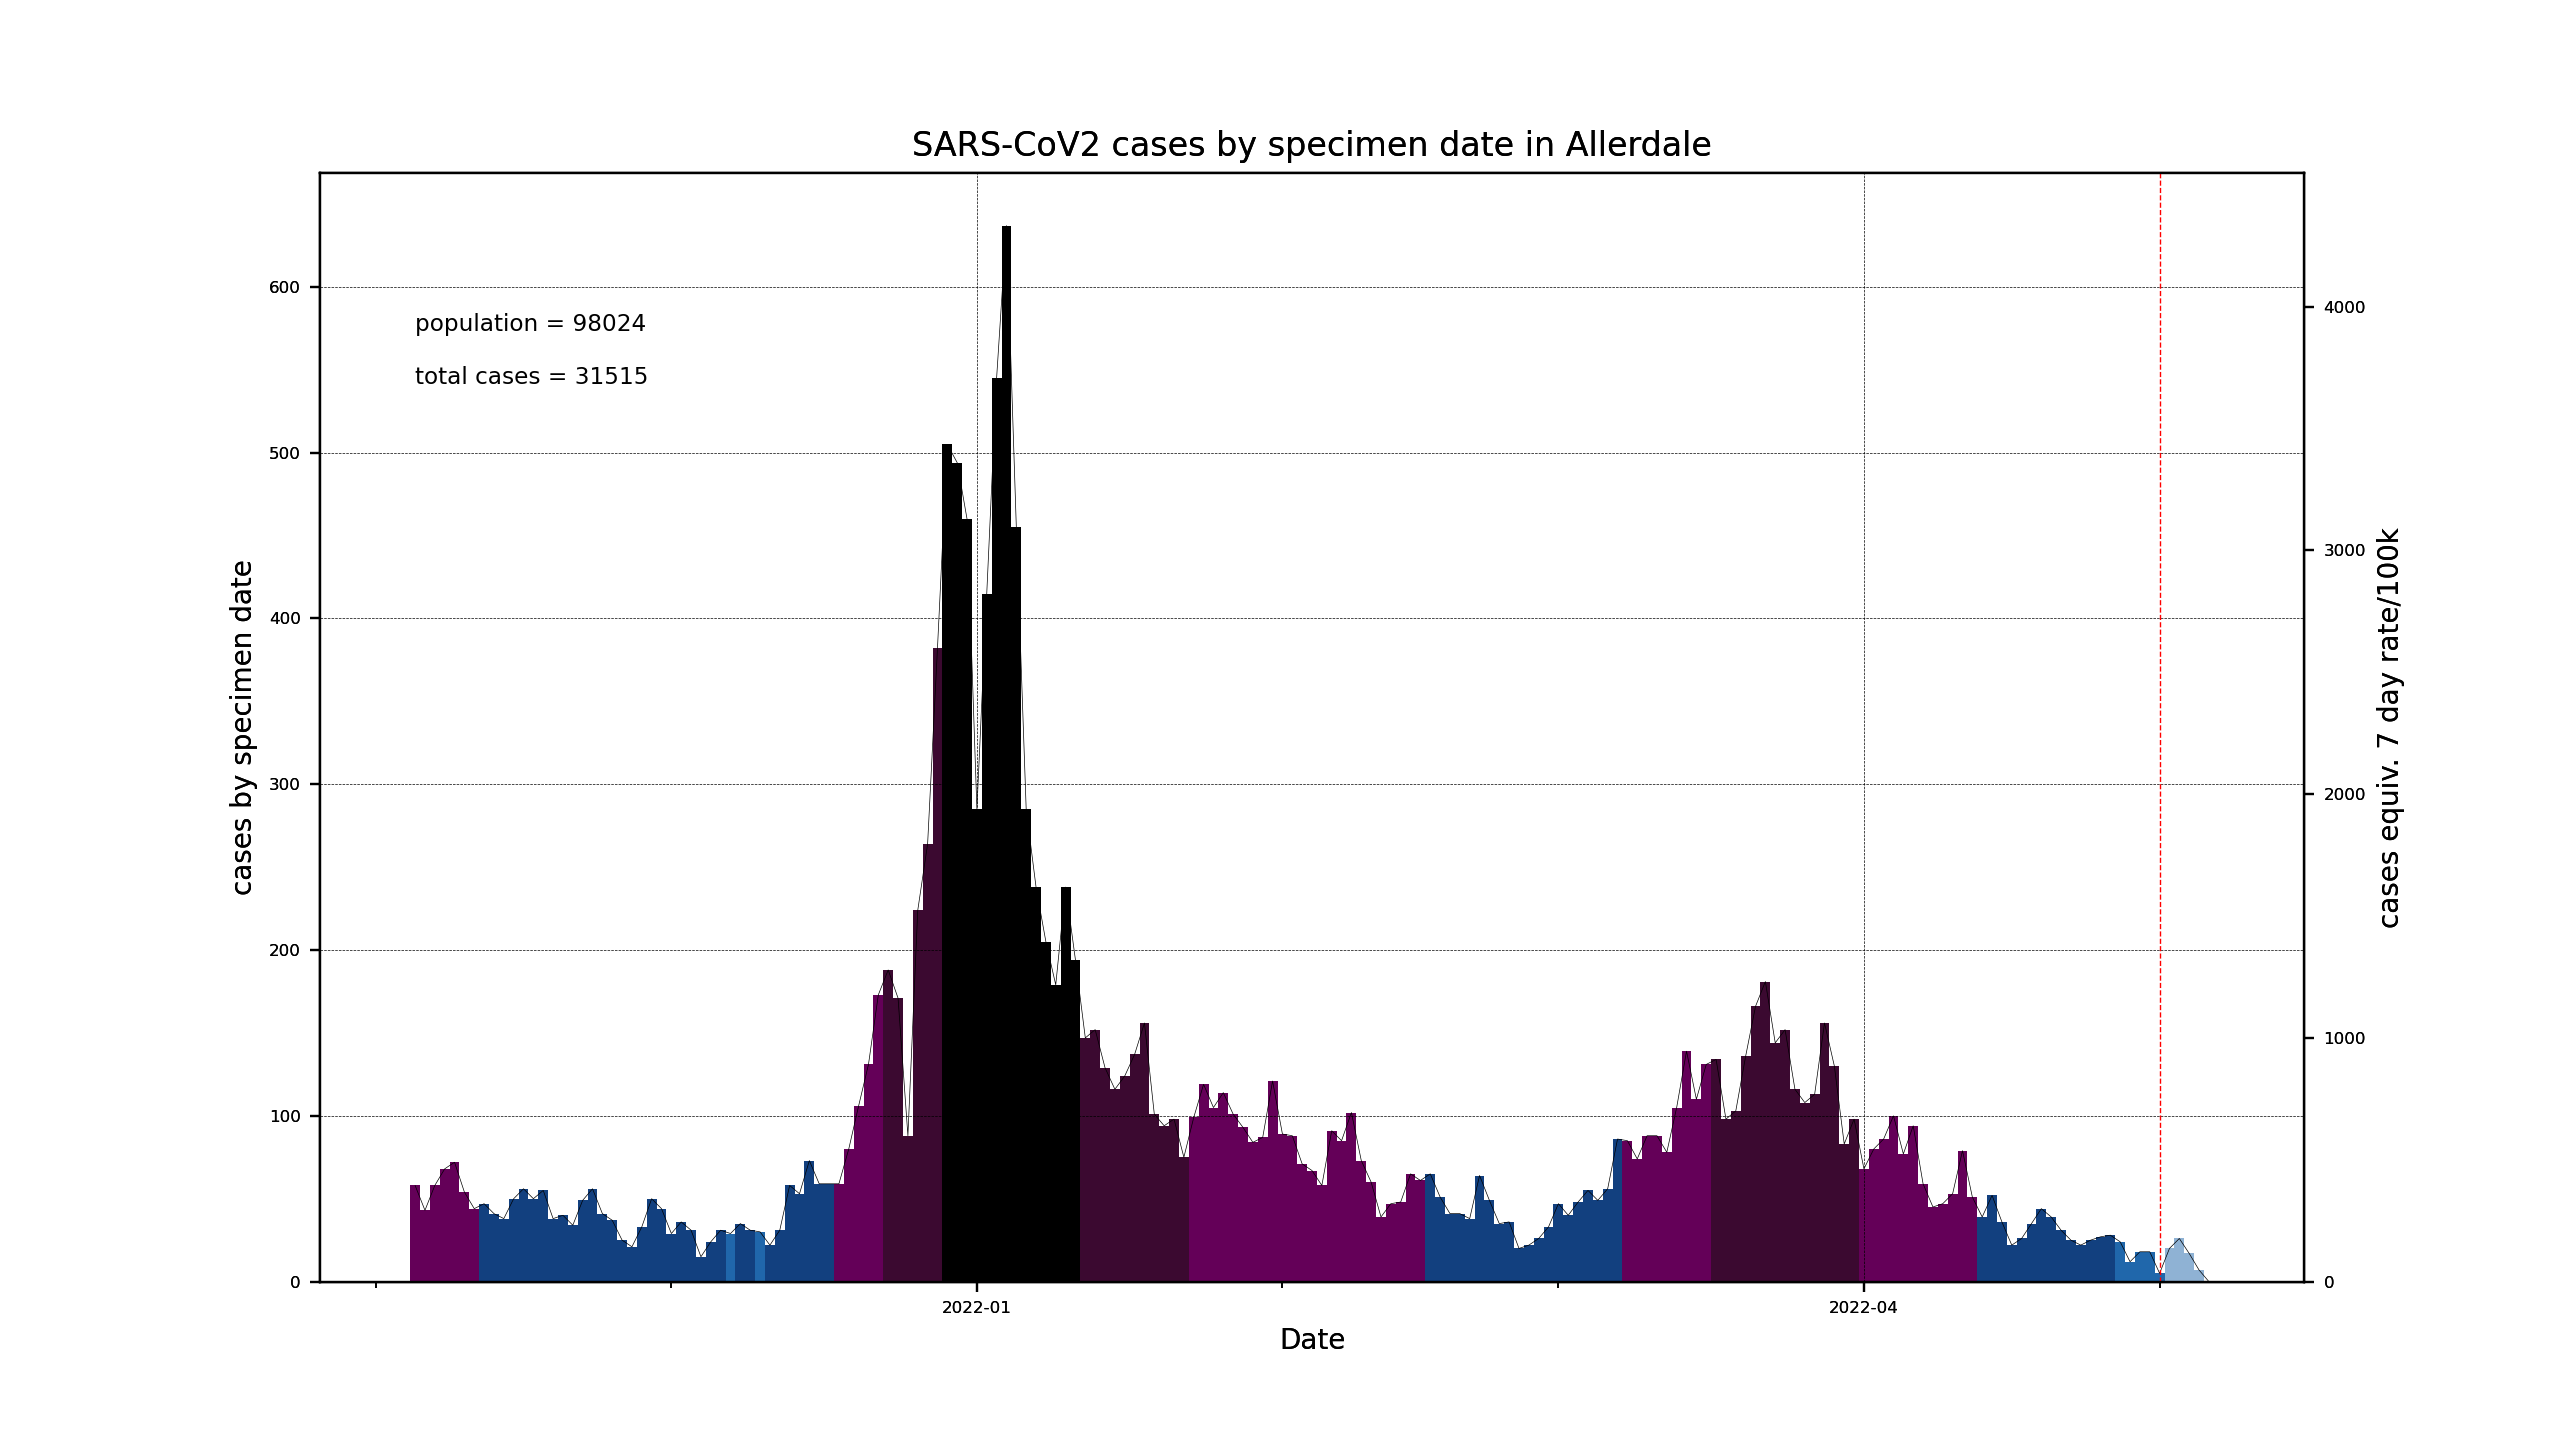 SARS-CoV2 cases by specimen date in Allerdale
population = 98024
total cases = 31515
cases by specimen date
600
500
400
300
200
100
0
4000
3000
2000
1000
0
cases equiv. 7 day rate/100k
2022-01
2022-04
Date